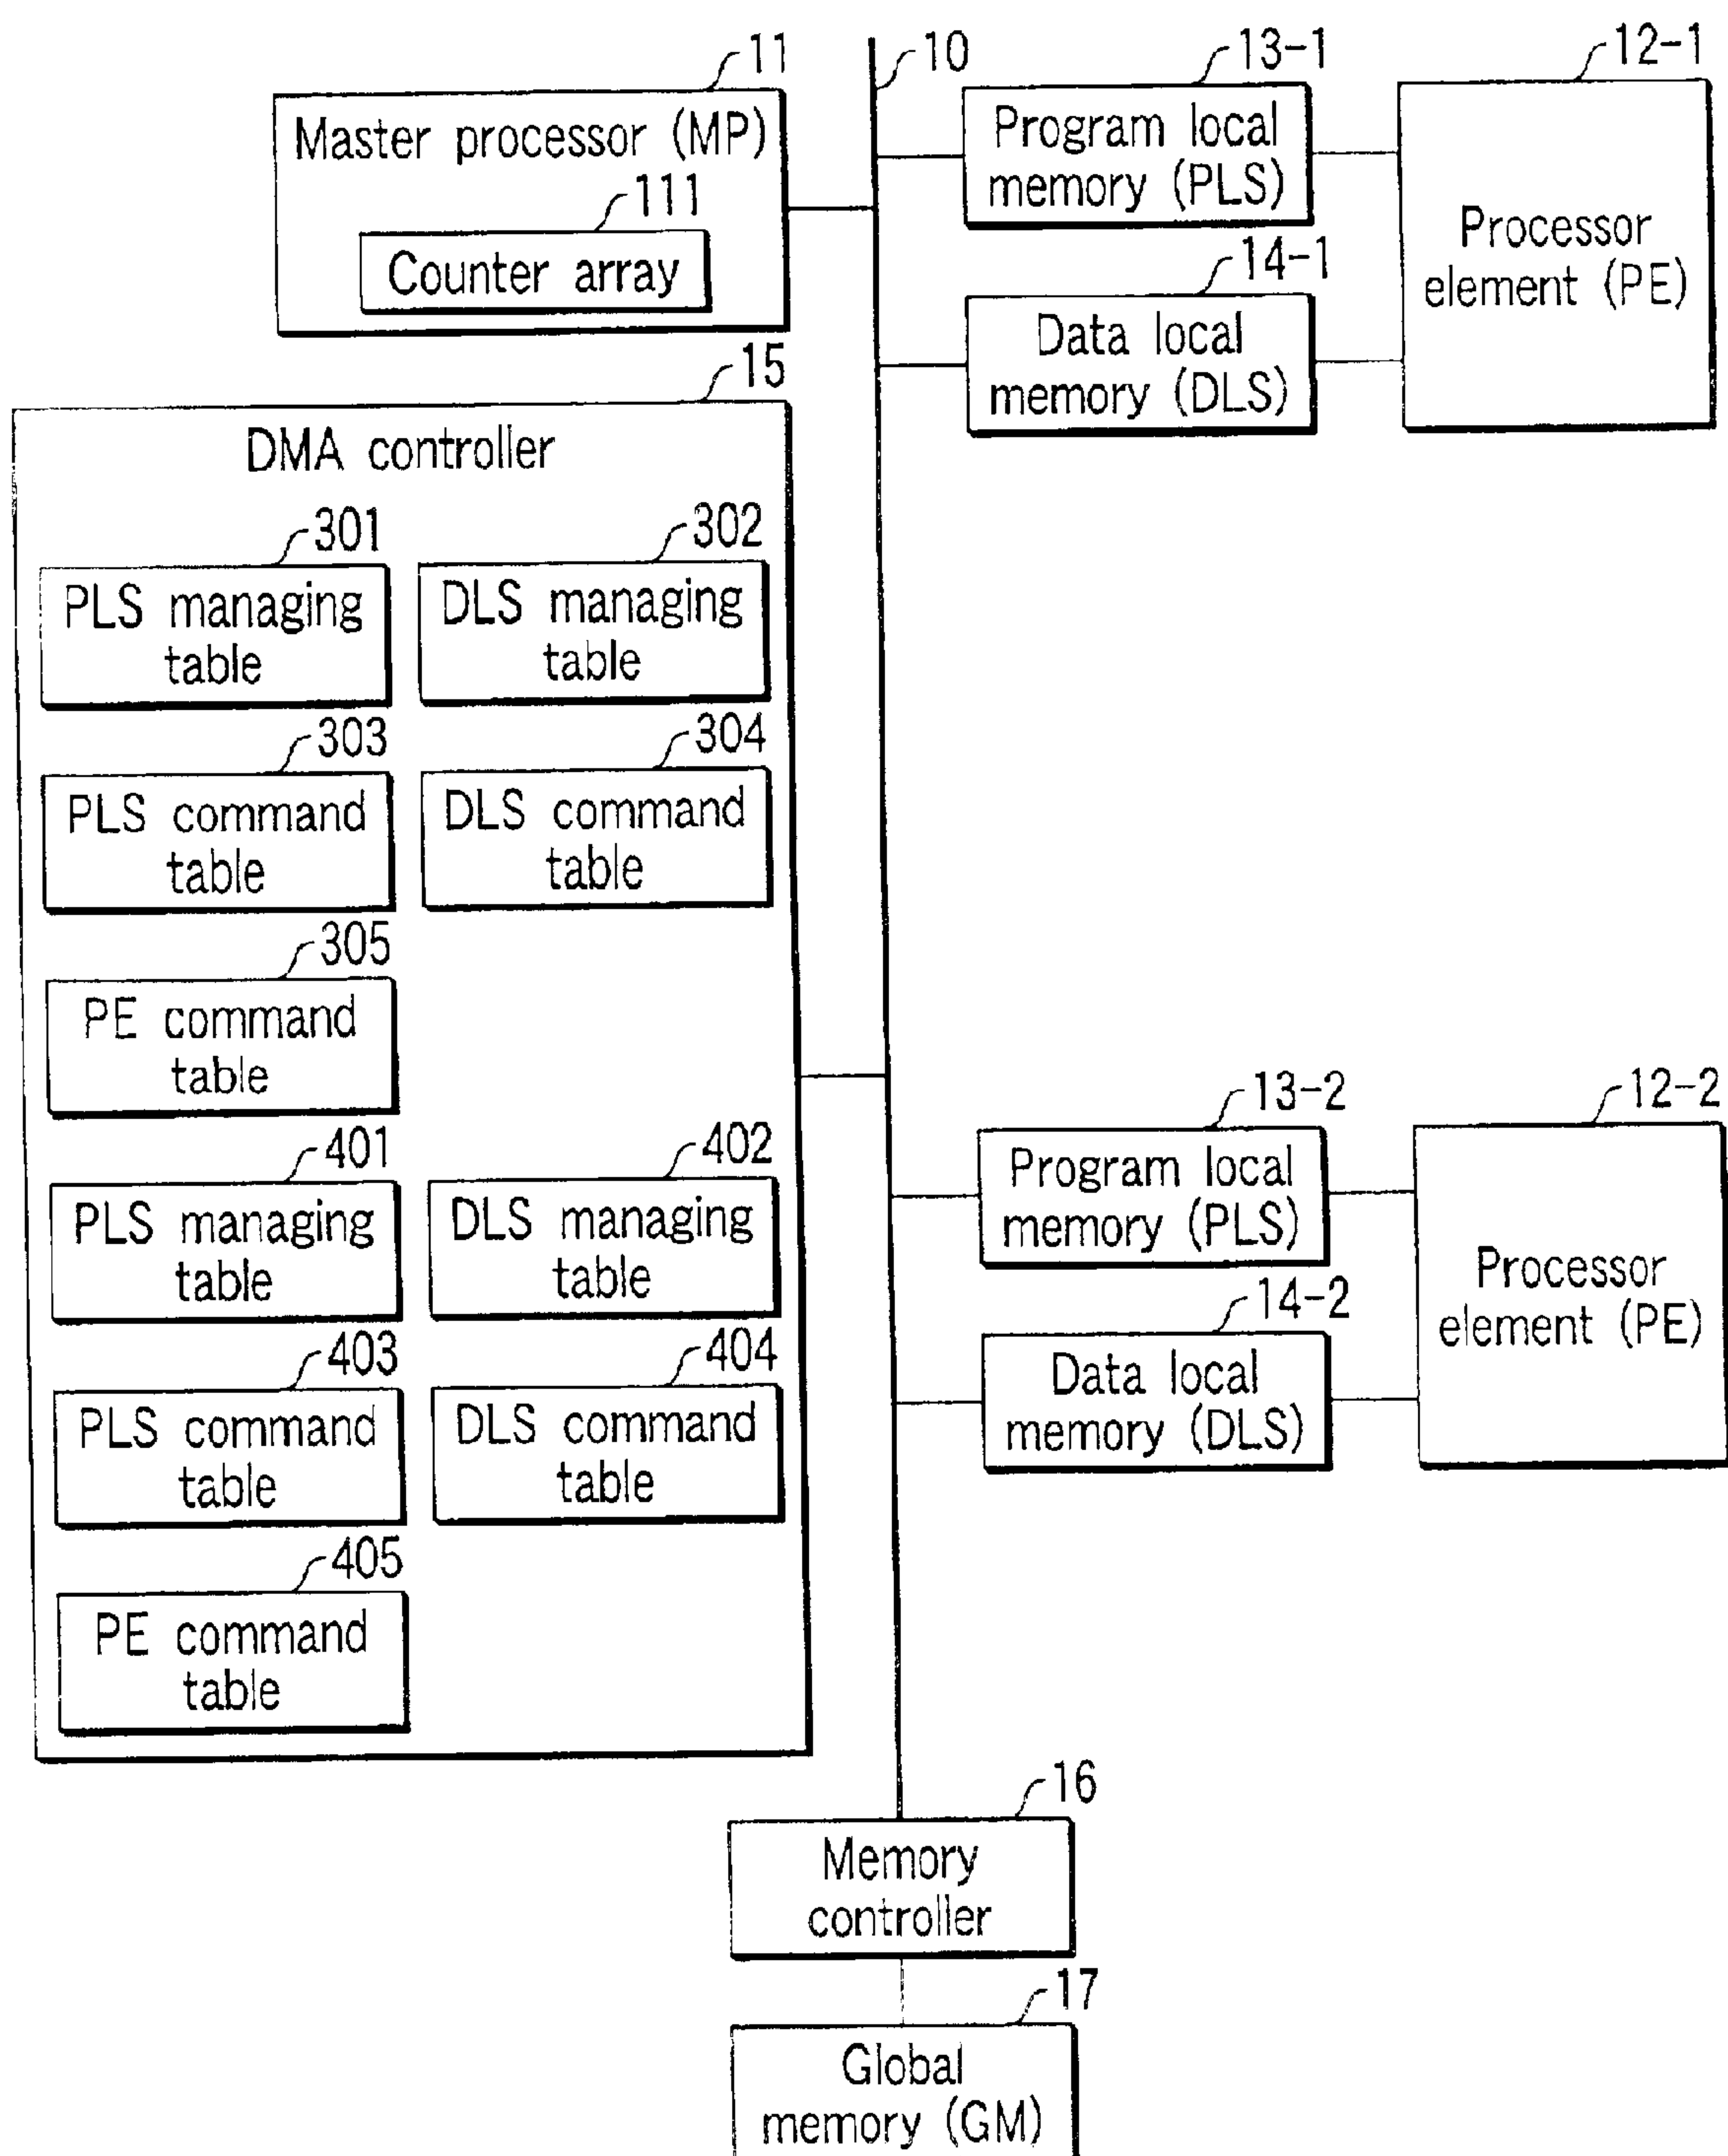 11
Master processor (MP)
111
Counter array
10
13-1
Program local
memory (PLS)
14-1
Data local
memory (DLS)
12-1
Processor
element (PE)
15
DMA controller
301
PLS managing
table
302
DLS managing
table
303
PLS command
table
304
DLS command
table
305
PE command
table
401
PLS managing
table
402
DLS managing
table
403
PLS command
table
404
DLS command
table
405
PE command
table
13-2
Program local
memory (PLS)
14-2
Data local
memory (DLS)
12-2
Processor
element (PE)
16
Memory
controller
17
Global
memory (GM)